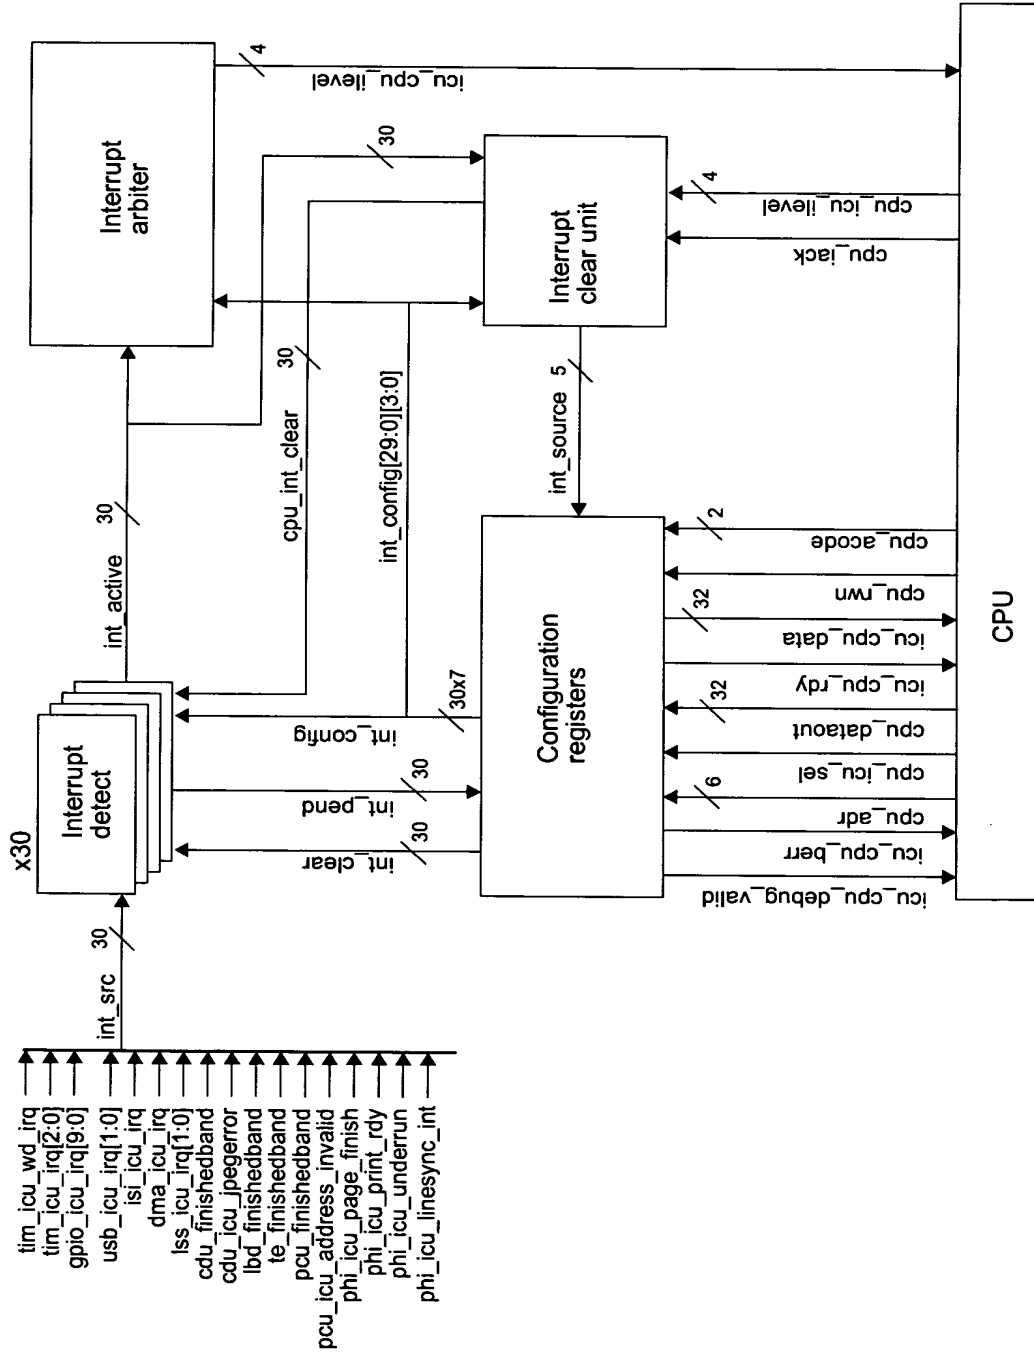 tim_icu_wd_irq
tim_icu_irq[2:0]
gpio_icu_irq[9:0]
usb_icu_irq[1:0]
isi_icu_irq
dma_icu_irq
lss_icu_irq[1:0]
cdu_finishedband
cdu_icu_jpegerror
lbd_finishedband
te_finishedband
pcu_finishedband
pcu_icu_address_invalid
phi_icu_page_finish
phi_icu_print_rdy
phi_icu_underrun
phi_icu_linesync_int
int_src
30
x30
Interrupt
detect
int_active
30
Interrupt
arbiter
4
icu_cpu_ilevel
30
cpu_int_clear
30
int_config[29:0][3:0]
int_clear
30
int_pend
30
int_config
30x7
Interrupt
clear unit
int_source
5
cpu_iack
cpu_icu_ilevel
4
Configuration
registers
icu_cpu_debug_valid
icu_cpu_berr
cpu_adr
6
cpu_icu_sel
cpu_dataout
32
icu_cpu_rdy
icu_cpu_data
32
cpu_rwn
cpu_acode
2
CPU